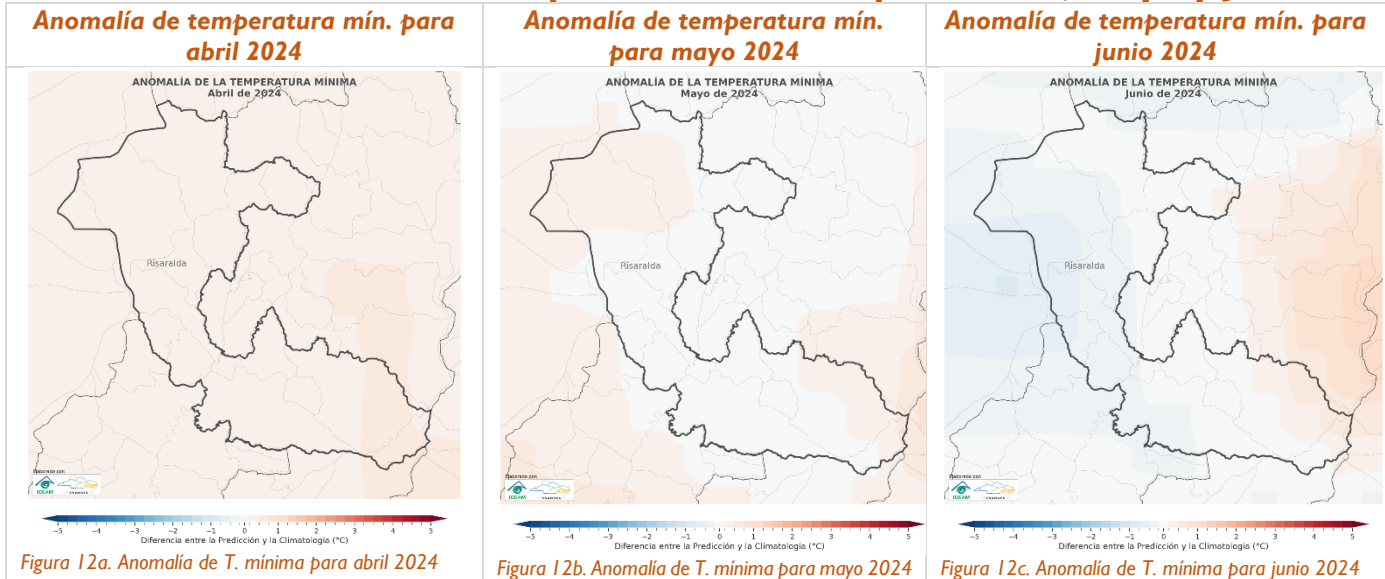 Anomalía de temperatura mín. para
abril 2024
Anomalía de temperatura mín.
para mayo 2024
Anomalía de temperatura mín. para
junio 2024
ANOMALÍA DE LA TEMPERATURA MÍNIMA
Abril de 2024
Risaralda
Elaborado por:
IDEAM
−5 −4 −3 −2 −1 0 1 2 3 4 5
Diferencia entre la Predicción y la Climatología (°C)
Figura 12a. Anomalía de T. mínima para abril 2024
ANOMALÍA DE LA TEMPERATURA MÍNIMA
Mayo de 2024
Risaralda
Elaborado por:
IDEAM
−5 −4 −3 −2 −1 0 1 2 3 4 5
Diferencia entre la Predicción y la Climatología (°C)
Figura 12b. Anomalía de T. mínima para mayo 2024
ANOMALÍA DE LA TEMPERATURA MÍNIMA
Junio de 2024
Risaralda
Elaborado por:
IDEAM
−5 −4 −3 −2 −1 0 1 2 3 4 5
Diferencia entre la Predicción y la Climatología (°C)
Figura 12c. Anomalía de T. mínima para junio 2024